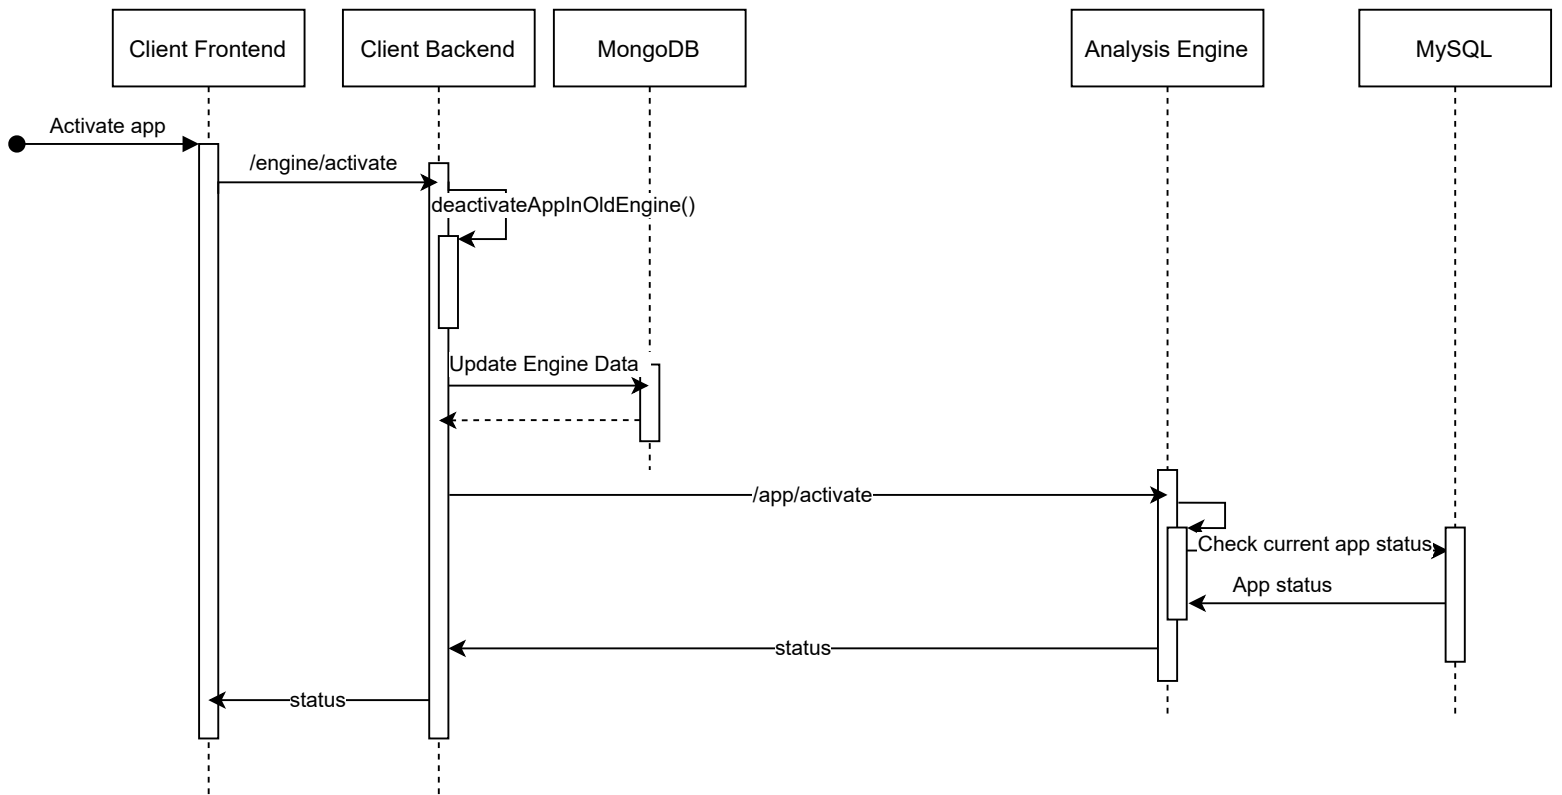 Client Frontend
Client Backend
MongoDB
Analysis Engine
MySQL
Activate app
/engine/activate
deactivateAppInOldEngine()
Update Engine Data
/app/activate
Check current app status
App status
status
status